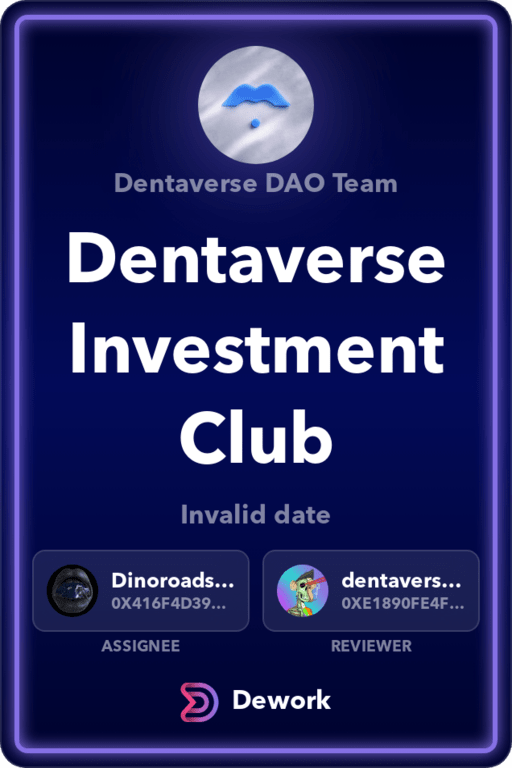 Dentaverse DAO Team
Dentaverse
Investment
Club
Invalid date
Dinoroads...
0X416F4D39...
dentavers...
0XE1890FE4F...
ASSIGNEE
REVIEWER
Dework